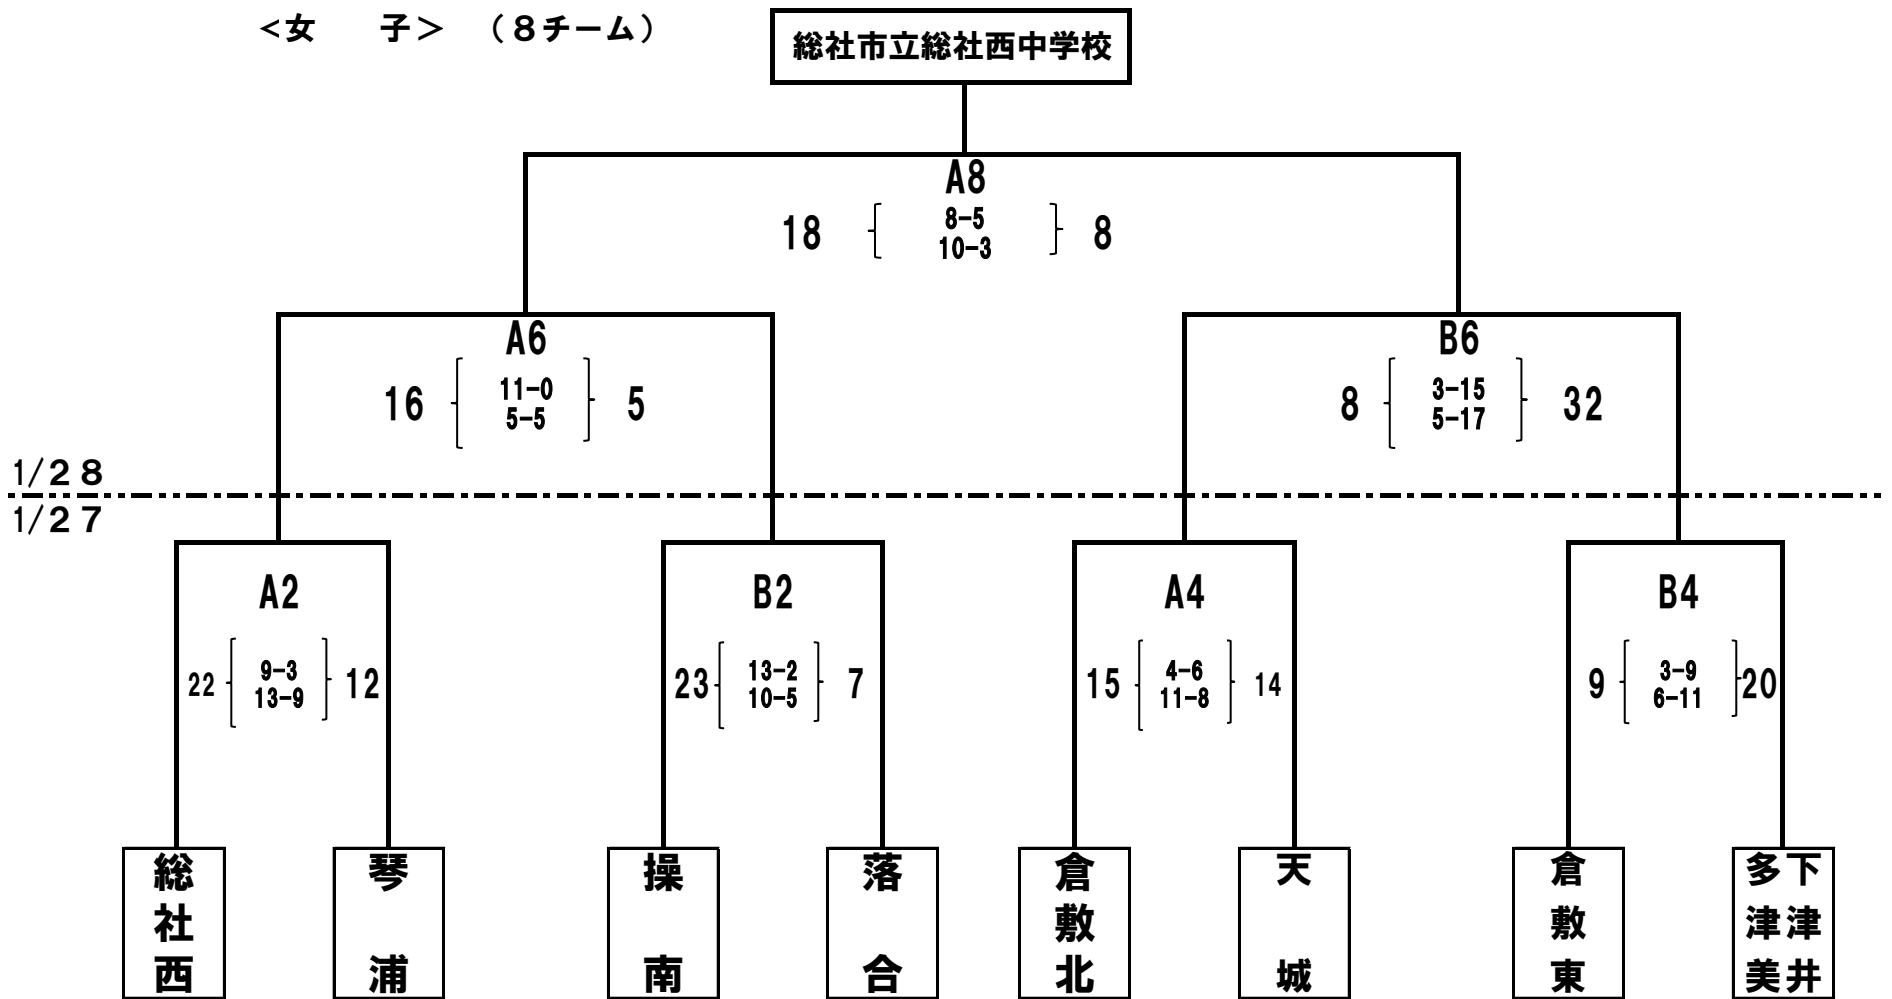 ＜女　　子＞　（８チーム）
総社市立総社西中学校
A8
18 8-5 8
10-3
A6 B6
16 11-0 5 8 3-15 32
5-5 5-17
1/２８
1/２７
A2 B2 A4 B4
22 9-3 12 23 13-2 7 15 4-6 14 9 3-9 20
13-9 10-5 11-8 6-11
総社西
琴浦
操南
落合
倉敷北
天城
倉敷東
下津井
多津美